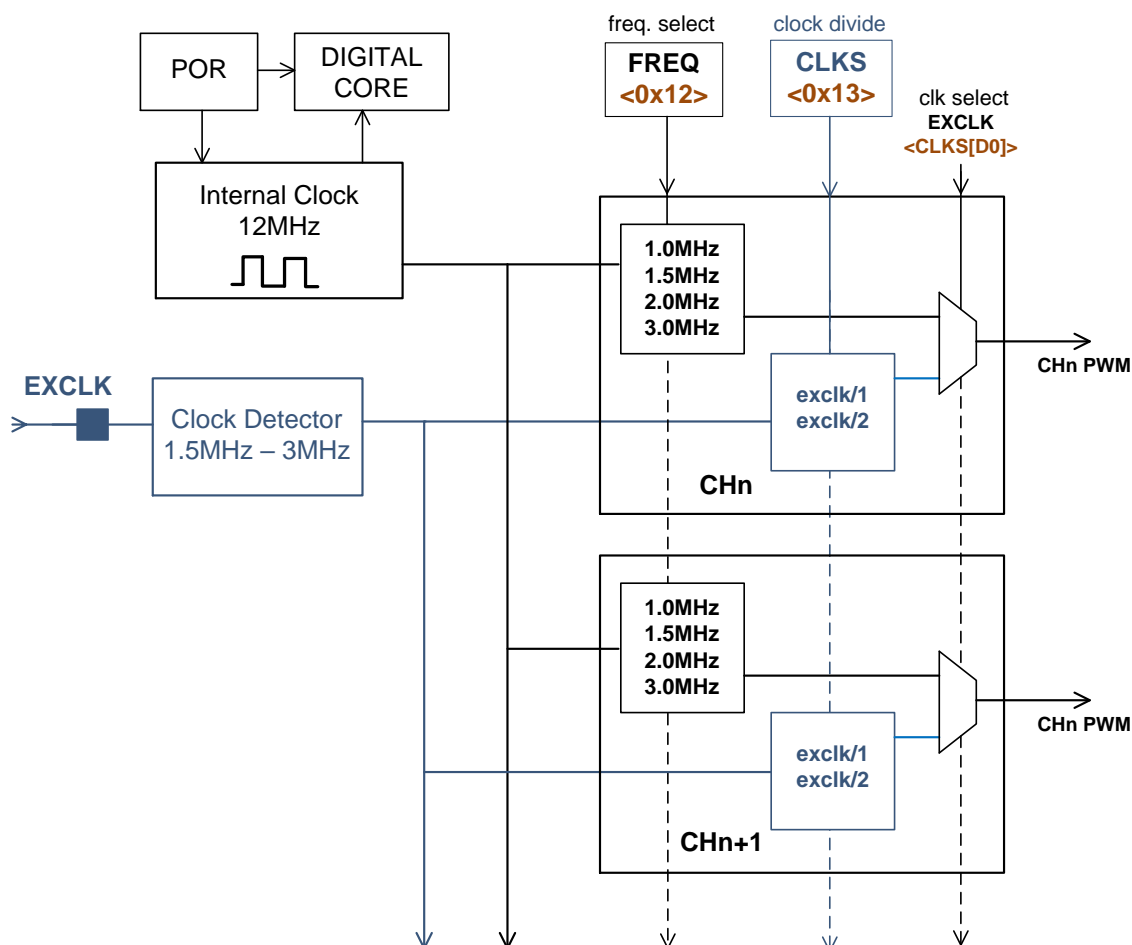 freq. select
clock divide
FREQ
<0x12>
CLKS
<0x13>
clk select
EXCLK
<CLKS[D0]>
POR
DIGITAL
CORE
Internal Clock
12MHz
1.0MHz
1.5MHz
2.0MHz
3.0MHz
CHn PWM
EXCLK
Clock Detector
1.5MHz – 3MHz
exclk/1
exclk/2
CHn
1.0MHz
1.5MHz
2.0MHz
3.0MHz
CHn PWM
exclk/1
exclk/2
CHn+1